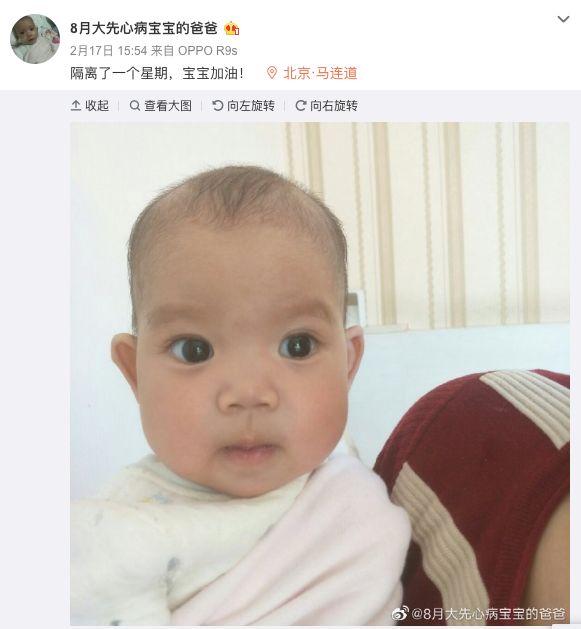 8月大先心病宝宝的爸爸
2月17日 15:54 来自 OPPO R9s
隔离了一个星期，宝宝加油！ 北京·马连道
收起 查看大图 向左旋转 向右旋转
@8月大先心病宝宝的爸爸